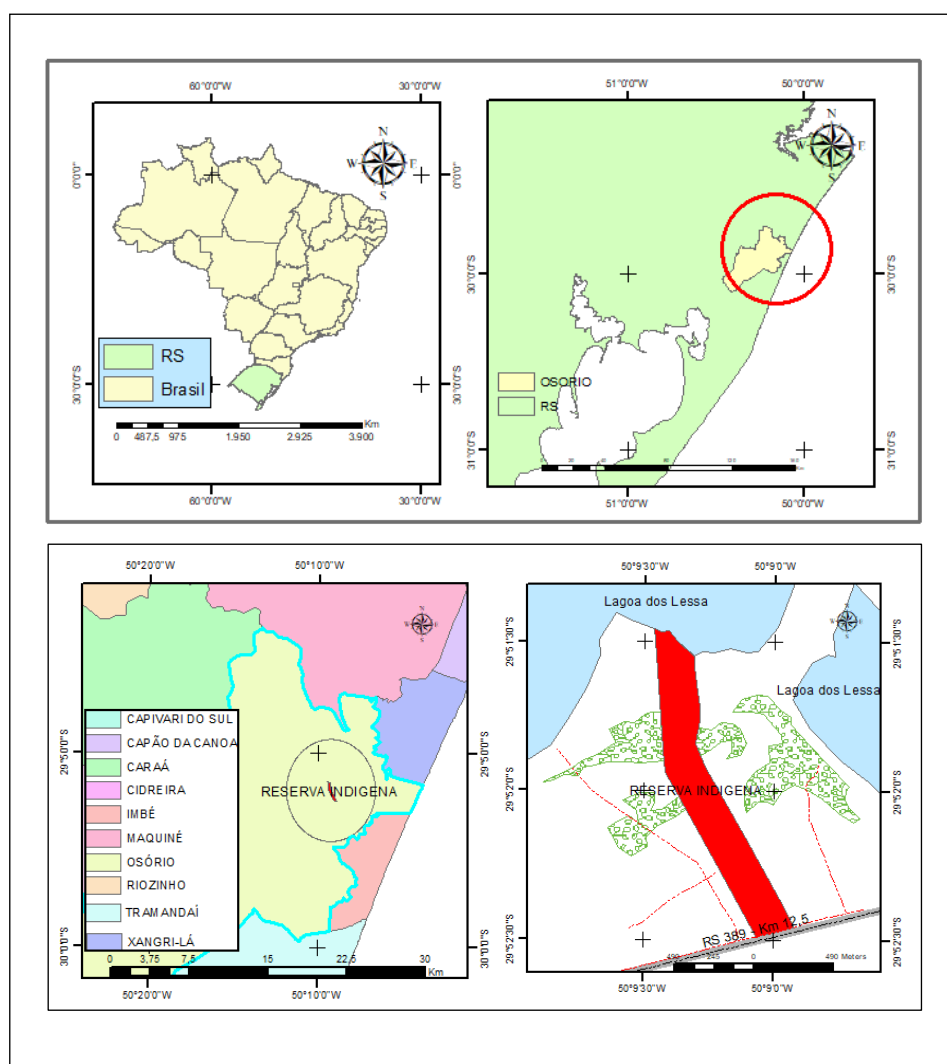 60°0'0"W 30°0'0"W
N
W E
S
0°0'0" 0°0'0"
30°0'0"S 30°0'0"S
RS
Brasil
Km
0 487,5 975 1.950 2.925 3.900
60°0'0"W 30°0'0"W
51°0'0"W 50°0'0"W
N
W E
S
30°0'0"S 30°0'0"S
OSORIO
RS
31°0'0"S 31°0'0"S
Km
51°0'0"W 50°0'0"W
50°20'0"W 50°10'0"W
N
W E
S
29°50'0"S 29°50'0"S
RESERVA INDIGENA
CAPIVARI DO SUL
CAPÃO DA CANOA
CARAÁ
CIDREIRA
IMBÉ
MAQUINÉ
OSÓRIO
RIOZINHO
TRAMANDAÍ
XANGRI-LÁ
30°0'0"S 30°0'0"S
0 3,75 7,5 15 22,5 30
Km
50°20'0"W 50°10'0"W
50°9'30"W 50°9'0"W
Lagoa dos Lessa
N
W E
S
29°51'30"S 29°51'30"S
Lagoa dos Lessa
29°52'0"S 29°52'0"S
RESERVA INDIGENA
RS 389 - Km 12,5
29°52'30"S 29°52'30"S
490 245 0 490 Meters
50°9'30"W 50°9'0"W